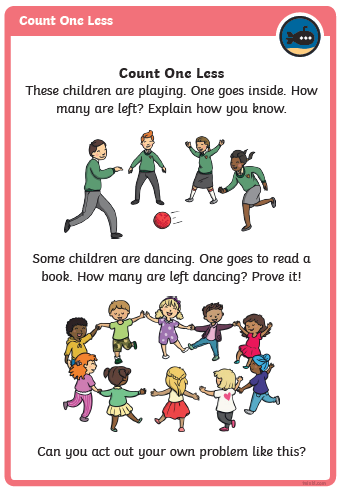 Count One Less
Count One Less
These children are playing. One goes inside. How
many are left? Explain how you know.
Some children are dancing. One goes to read a
book. How many are left dancing? Prove it!
Can you act out your own problem like this?